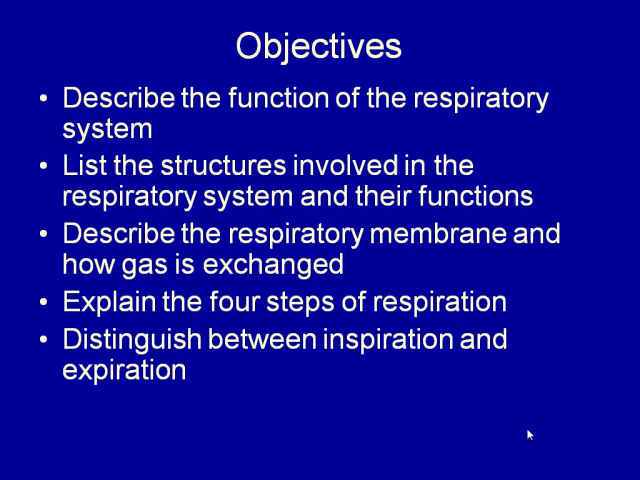 Objectives
• Describe the function of the respiratory
system
• List the structures involved in the
respiratory system and their functions
• Describe the respiratory membrane and
how gas is exchanged
• Explain the four steps of respiration
• Distinguish between inspiration and
expiration